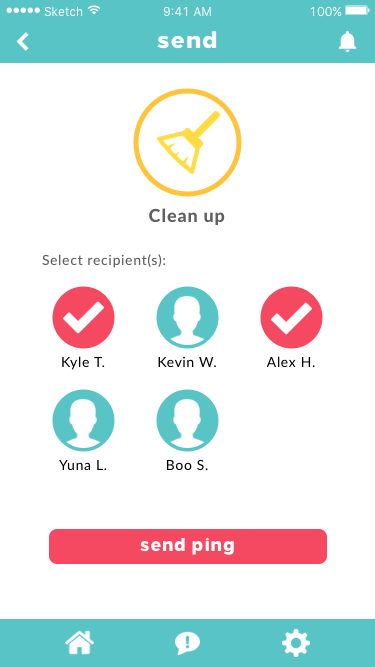 Sketch 9:41 AM 100%
send
Clean up
Select recipient(s):
Kyle T. Kevin W. Alex H.
Yuna L. Boo S.
send ping